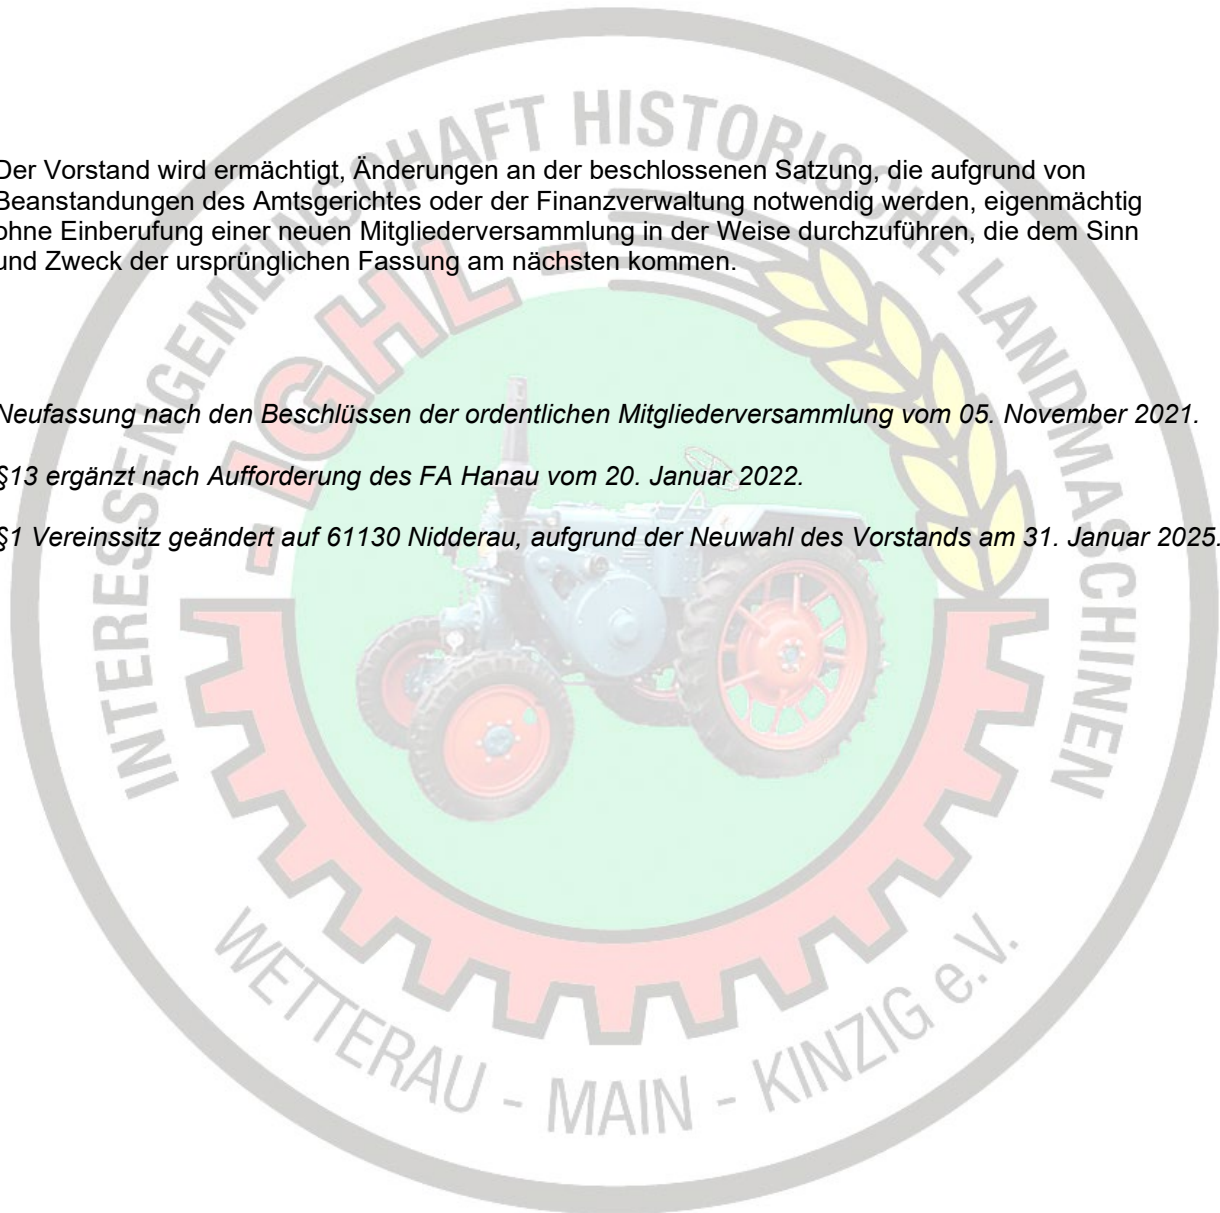 Der Vorstand wird ermächtigt, Änderungen an der beschlossenen Satzung, die aufgrund von
Beanstandungen des Amtsgerichtes oder der Finanzverwaltung notwendig werden, eigenmächtig
ohne Einberufung einer neuen Mitgliederversammlung in der Weise durchzuführen, die dem Sinn
und Zweck der ursprünglichen Fassung am nächsten kommen.
Neufassung nach den Beschlüssen der ordentlichen Mitgliederversammlung vom 05. November 2021.
§13 ergänzt nach Aufforderung des FA Hanau vom 20. Januar 2022.
§1 Vereinssitz geändert auf 61130 Nidderau, aufgrund der Neuwahl des Vorstands am 31. Januar 2025.
INTERESSENGEMEINSCHAFT HISTORISCHE LANDMASCHINEN
- IGHL -
WETTERAU - MAIN - KINZIG e.V.